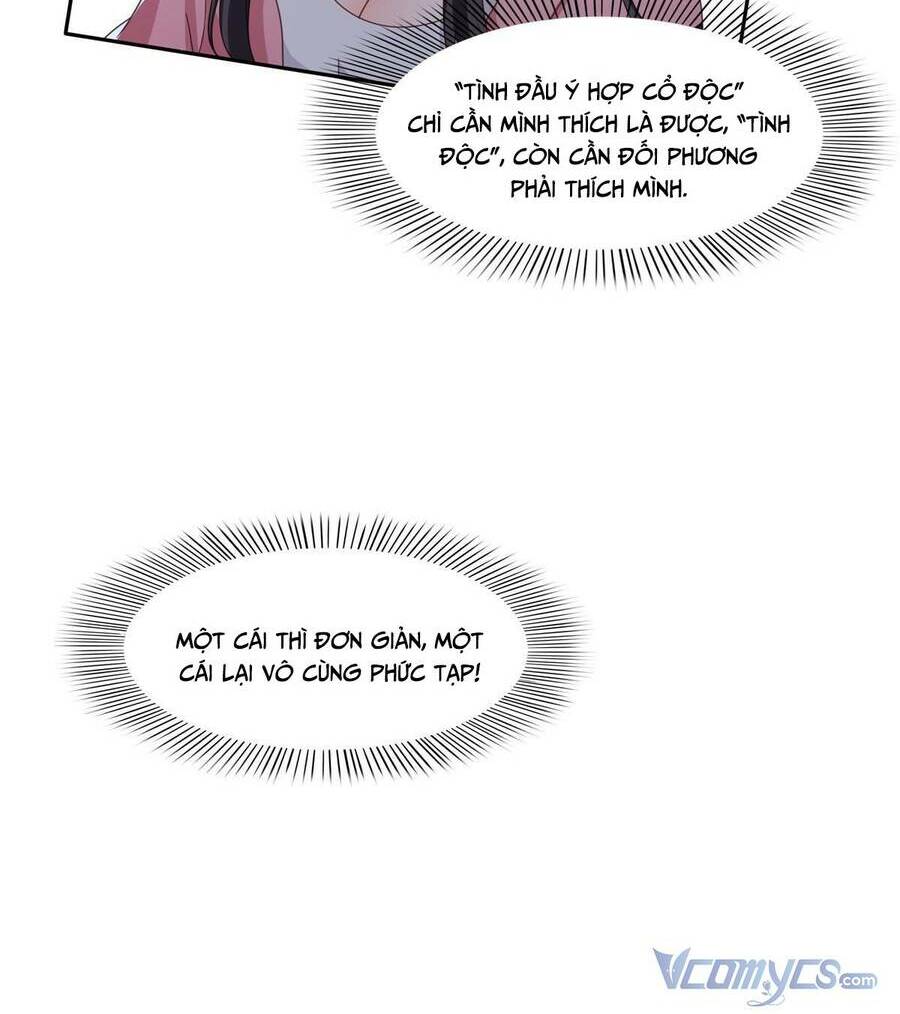 “TÌNH ĐẦU Ý HỢP CỔ ĐỘC”
CHỈ CẦN MÌNH THÍCH LÀ ĐƯỢC, “TÌNH
ĐỘC”, CÒN CẦN ĐỐI PHƯƠNG
PHẢI THÍCH MÌNH.
MỘT CÁI THÌ ĐƠN GIẢN, MỘT
CÁI LẠI VÔ CÙNG PHỨC TẠP!
VCOMYCS.com